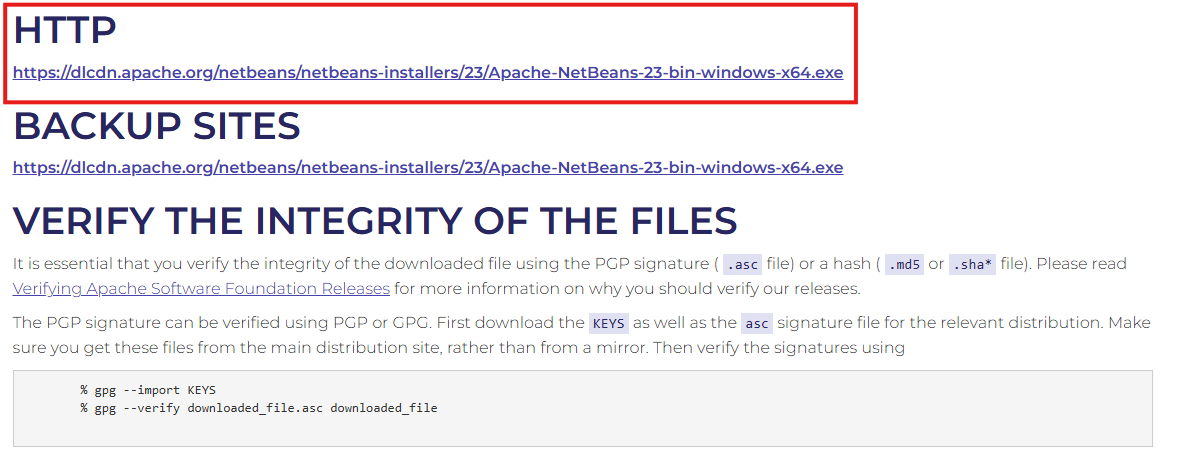 HTTP
https://dlcdn.apache.org/netbeans/netbeans-installers/23/Apache-NetBeans-23-bin-windows-x64.exe
BACKUP SITES
https://dlcdn.apache.org/netbeans/netbeans-installers/23/Apache-NetBeans-23-bin-windows-x64.exe
VERIFY THE INTEGRITY OF THE FILES
It is essential that you verify the integrity of the downloaded file using the PGP signature ( .asc file) or a hash ( .md5 or .sha* file). Please read
Verifying Apache Software Foundation Releases for more information on why you should verify our releases.
The PGP signature can be verified using PGP or GPG. First download the KEYS as well as the asc signature file for the relevant distribution. Make
sure you get these files from the main distribution site, rather than from a mirror. Then verify the signatures using
% gpg --import KEYS
% gpg --verify downloaded_file.asc downloaded_file